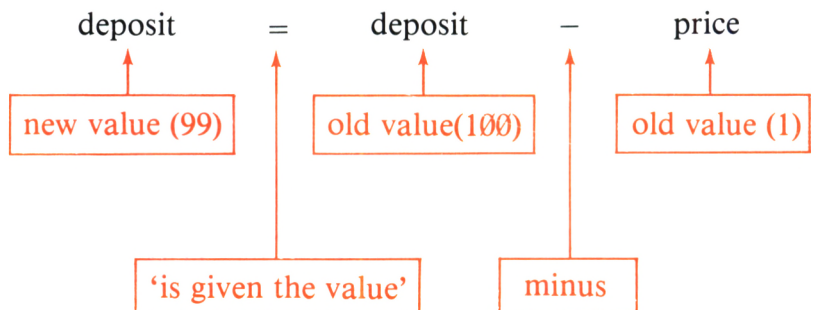 deposit = deposit – price
new value (99) old value(1ØØ) old value (1)
‘is given the value’ minus